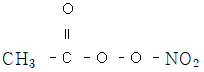 O
‖
CH₃ - C - O - O - NO₂